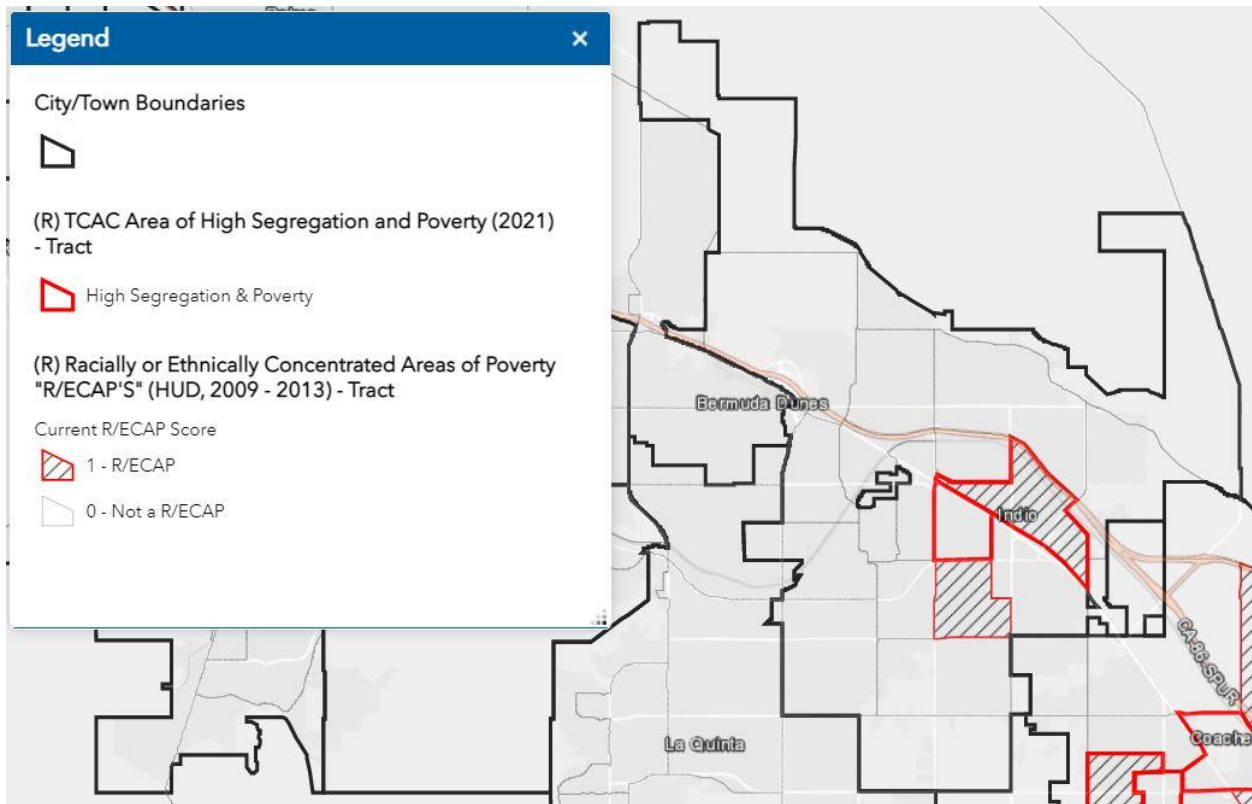 Legend
City/Town Boundaries
(R) TCAC Area of High Segregation and Poverty (2021)
- Tract
High Segregation & Poverty
(R) Racially or Ethnically Concentrated Areas of Poverty
"R/ECAP'S" (HUD, 2009 - 2013) - Tract
Current R/ECAP Score
1 - R/ECAP
0 - Not a R/ECAP
Bermuda Dunes
Indio
CA-86-SPUR
La Quinta
Coache